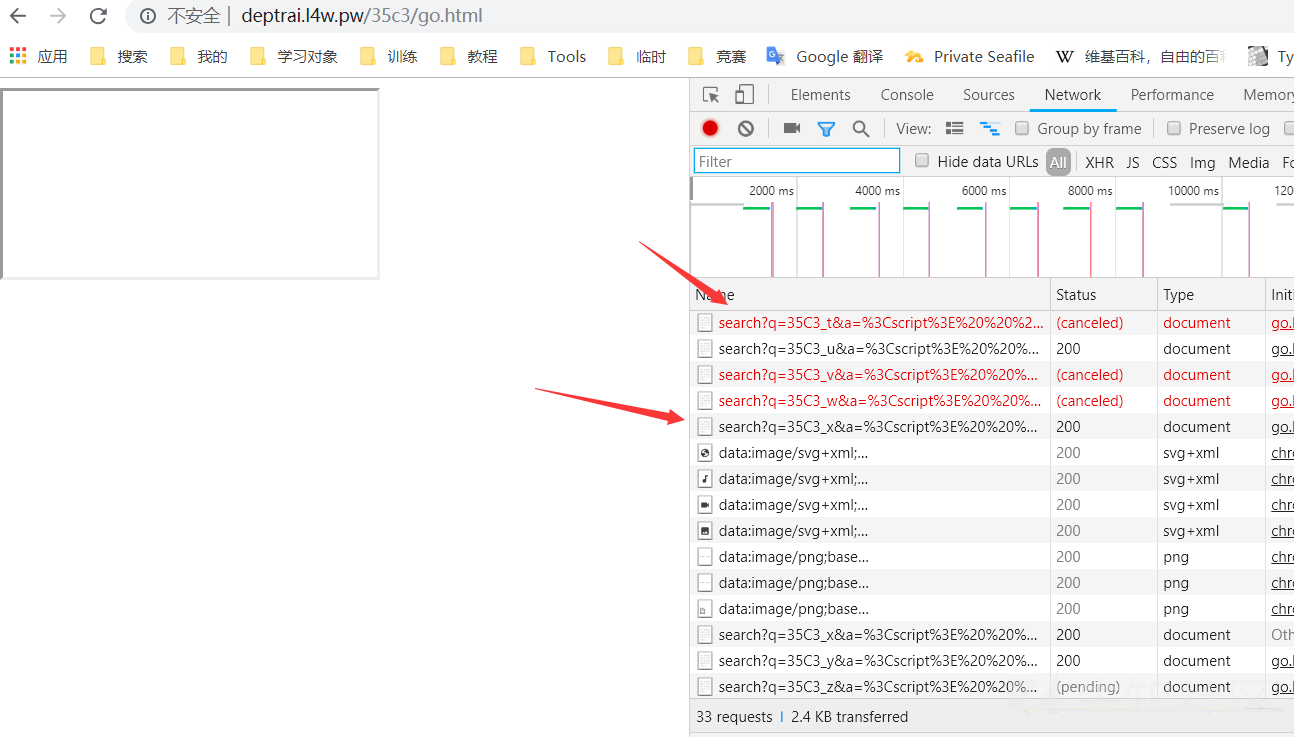 不安全 | deptrai.l4w.pw/35c3/go.html
应用 搜索 我的 学习对象 训练 教程 Tools 临时 竞赛 Google 翻译 Private Seafile W 维基百科，自由的百 Ty
Elements Console Sources Network Performance Memory
View: Group by frame Preserve log
Filter Hide data URLs All XHR JS CSS Img Media Fo
2000 ms 4000 ms 6000 ms 8000 ms 10000 ms 120
Name Status Type Initi
search?q=35C3_t&a=%3Cscript%3E%20%20%2... (canceled) document go.l
search?q=35C3_u&a=%3Cscript%3E%20%20%... 200 document go.l
search?q=35C3_v&a=%3Cscript%3E%20%20%... (canceled) document go.l
search?q=35C3_w&a=%3Cscript%3E%20%20%... (canceled) document go.l
search?q=35C3_x&a=%3Cscript%3E%20%20%... 200 document go.l
data:image/svg+xml;... 200 svg+xml chr
data:image/svg+xml;... 200 svg+xml chr
data:image/svg+xml;... 200 svg+xml chr
data:image/svg+xml;... 200 svg+xml chr
data:image/png;base... 200 png chr
data:image/png;base... 200 png chr
data:image/png;base... 200 png chr
search?q=35C3_x&a=%3Cscript%3E%20%20%... 200 document Oth
search?q=35C3_y&a=%3Cscript%3E%20%20%... 200 document go.l
search?q=35C3_z&a=%3Cscript%3E%20%20%... (pending) document go.l
33 requests | 2.4 KB transferred